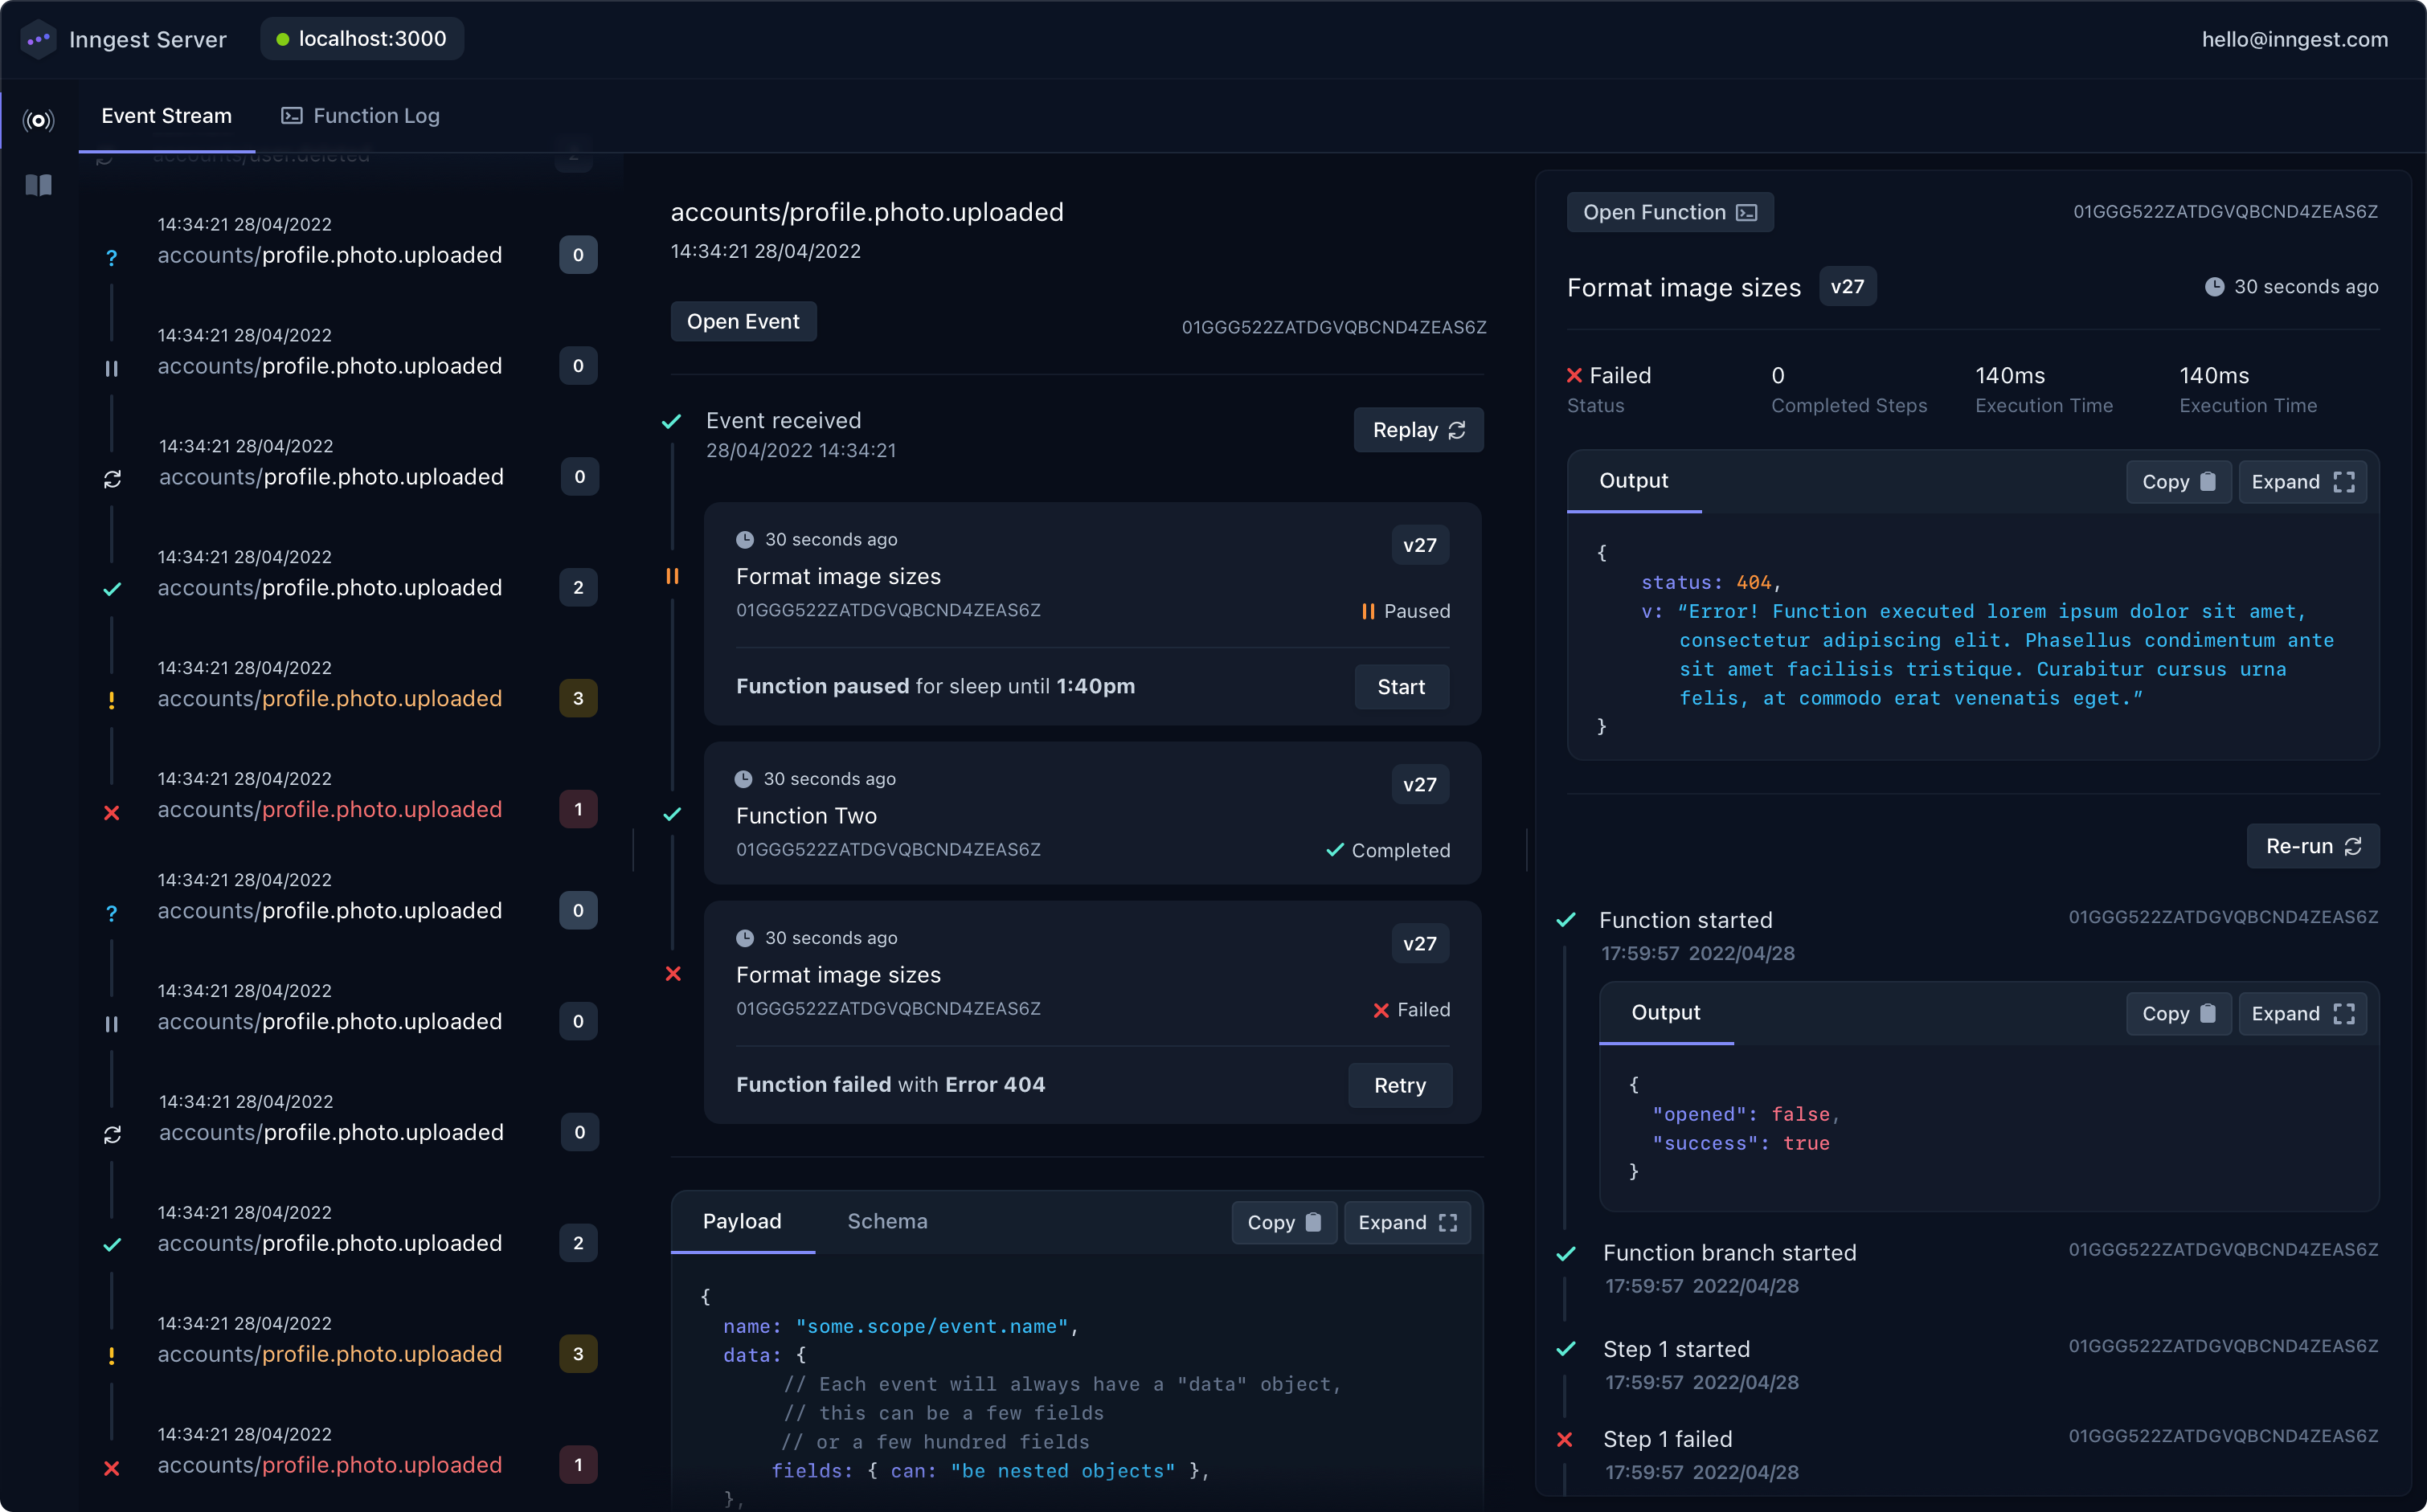 Inngest Server
localhost:3000
hello@inngest.com
Event Stream
Function Log
accounts/user.deleted
2
14:34:21 28/04/2022
accounts/profile.photo.uploaded
0
14:34:21 28/04/2022
accounts/profile.photo.uploaded
0
14:34:21 28/04/2022
accounts/profile.photo.uploaded
0
14:34:21 28/04/2022
accounts/profile.photo.uploaded
2
14:34:21 28/04/2022
accounts/profile.photo.uploaded
3
14:34:21 28/04/2022
accounts/profile.photo.uploaded
1
14:34:21 28/04/2022
accounts/profile.photo.uploaded
0
14:34:21 28/04/2022
accounts/profile.photo.uploaded
0
14:34:21 28/04/2022
accounts/profile.photo.uploaded
0
14:34:21 28/04/2022
accounts/profile.photo.uploaded
2
14:34:21 28/04/2022
accounts/profile.photo.uploaded
3
14:34:21 28/04/2022
accounts/profile.photo.uploaded
1
accounts/profile.photo.uploaded
14:34:21 28/04/2022
Open Event
01GGG522ZATDGVQBCND4ZEAS6Z
Event received
28/04/2022 14:34:21
Replay
30 seconds ago
v27
Format image sizes
01GGG522ZATDGVQBCND4ZEAS6Z
Paused
Function paused for sleep until 1:40pm
Start
30 seconds ago
v27
Function Two
01GGG522ZATDGVQBCND4ZEAS6Z
Completed
30 seconds ago
v27
Format image sizes
01GGG522ZATDGVQBCND4ZEAS6Z
Failed
Function failed with Error 404
Retry
Payload
Schema
Copy
Expand
{
name: "some.scope/event.name",
data: {
// Each event will always have a "data" object,
// this can be a few fields
// or a few hundred fields
fields: { can: "be nested objects" },
},
Open Function
01GGG522ZATDGVQBCND4ZEAS6Z
Format image sizes
v27
30 seconds ago
Failed
Status
0
Completed Steps
140ms
Execution Time
140ms
Execution Time
Output
Copy
Expand
{
status: 404,
v: “Error! Function executed lorem ipsum dolor sit amet,
consectetur adipiscing elit. Phasellus condimentum ante
sit amet facilisis tristique. Curabitur cursus urna
felis, at commodo erat venenatis eget.”
}
Re-run
Function started
01GGG522ZATDGVQBCND4ZEAS6Z
17:59:57 2022/04/28
Output
Copy
Expand
{
"opened": false,
"success": true
}
Function branch started
01GGG522ZATDGVQBCND4ZEAS6Z
17:59:57 2022/04/28
Step 1 started
01GGG522ZATDGVQBCND4ZEAS6Z
17:59:57 2022/04/28
Step 1 failed
01GGG522ZATDGVQBCND4ZEAS6Z
17:59:57 2022/04/28